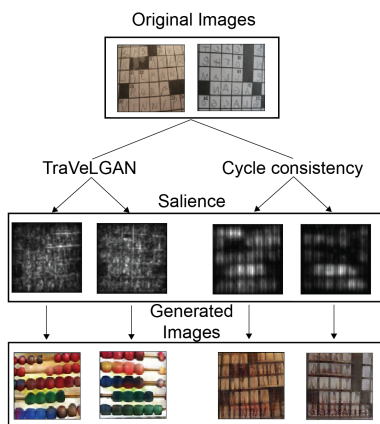 Original Images
TraVeLGAN
Cycle consistency
Salience
Generated
Images